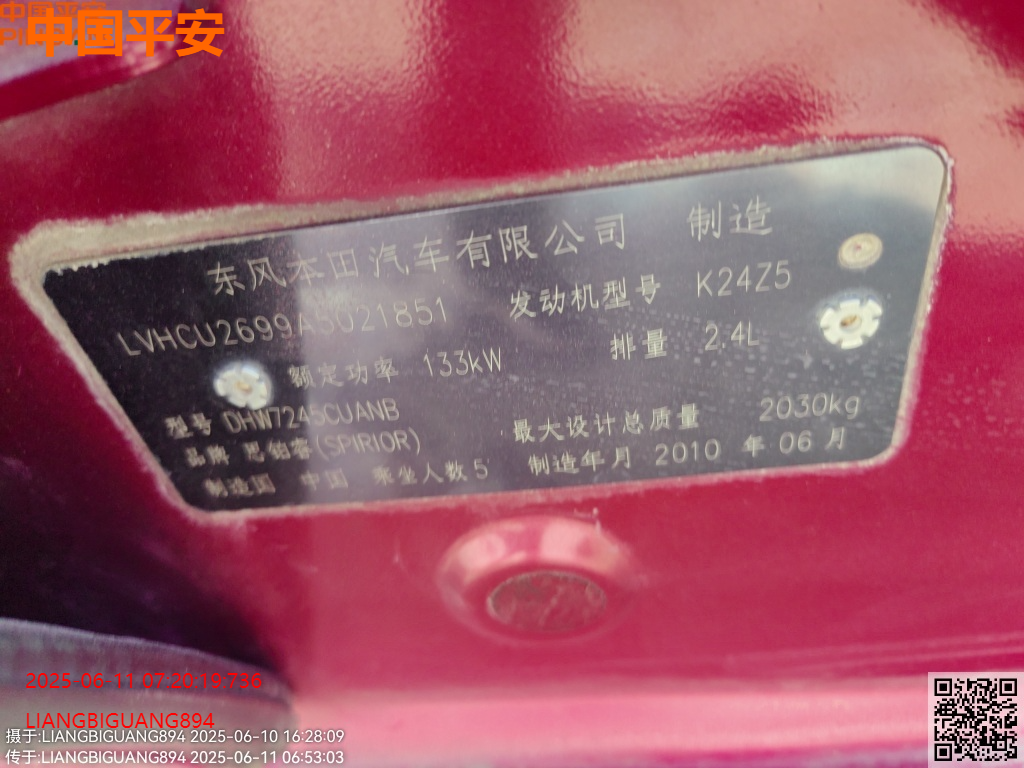 中国平安
中国平安
东风本田汽车有限公司 制造
LVHCU2699A5021851 发动机型号 K24Z5
额定功率 133kW 排量 2.4L
型号 DHW7245CUANB 最大设计总质量 2030kg
品牌 思铂睿(SPIRIOR) 制造年月 2010 年 06 月
制造国 中国 乘坐人数 5
2025-06-11 07:20:19:736
LIANGBIGUANG894
摄于:LIANGBIGUANG894 2025-06-10 16:28:09
传于:LIANGBIGUANG894 2025-06-11 06:53:03